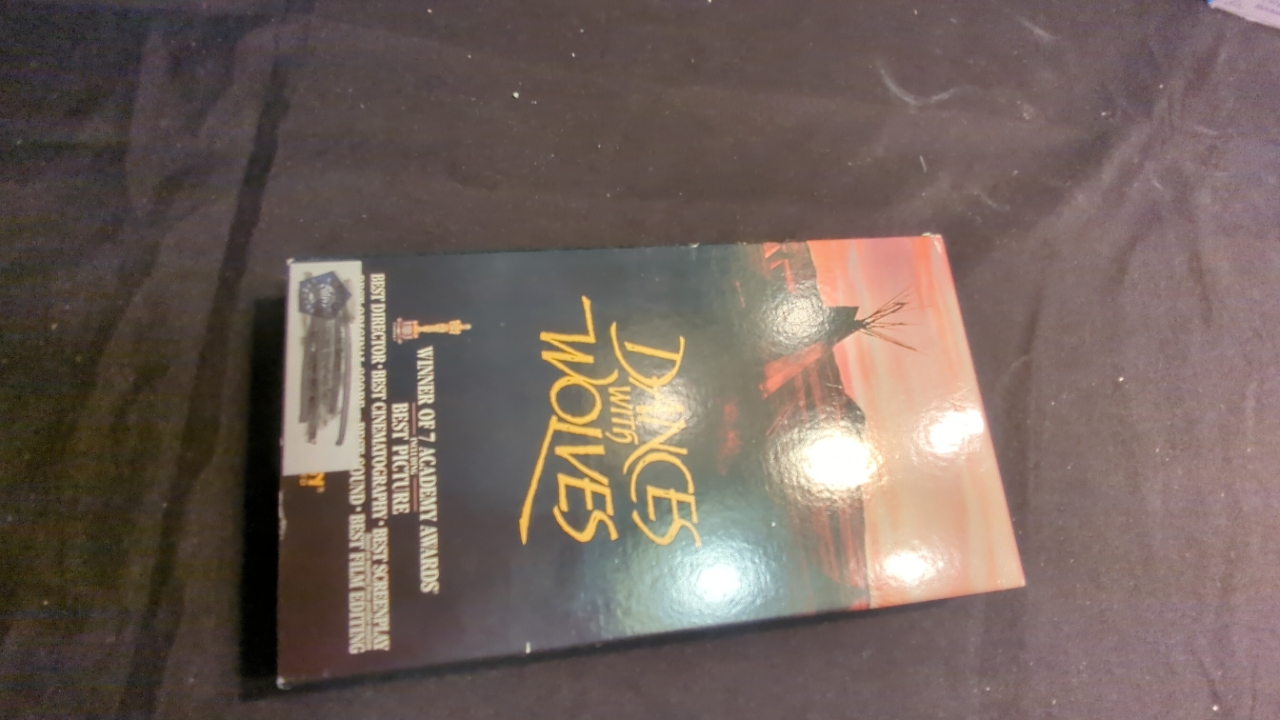 DANCES
WITH
WOLVES
WINNER OF 7 ACADEMY AWARDS
INCLUDING
BEST PICTURE
BEST DIRECTOR • BEST CINEMATOGRAPHY • BEST SCREENPLAY
SOUND • BEST FILM EDITING